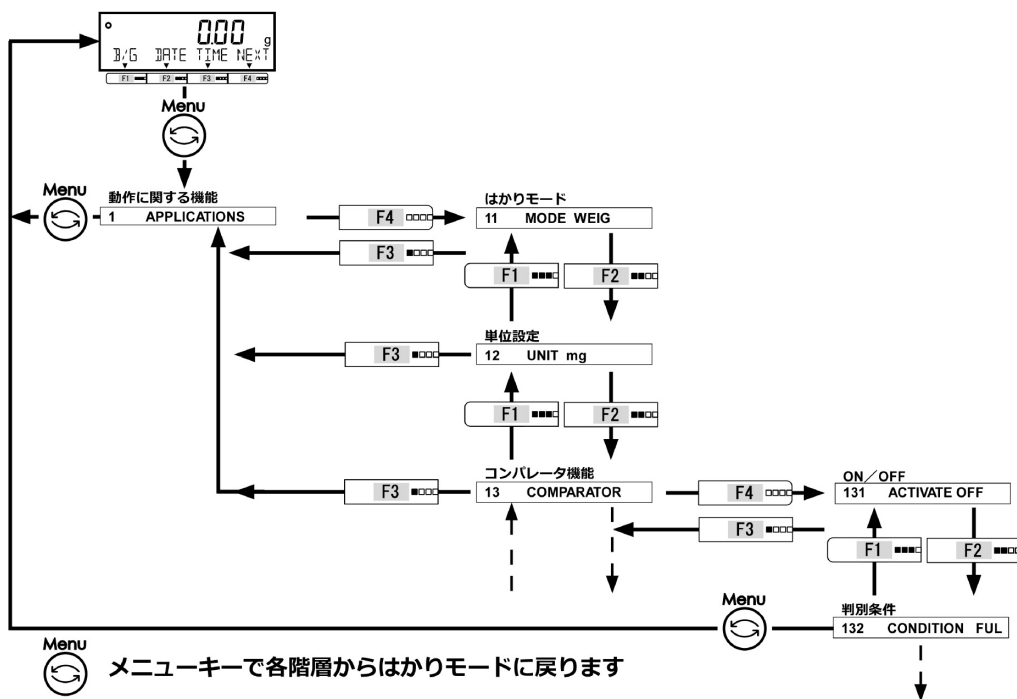 0.00 g
B/G DATE TIME NEXT
F1 F2 F3 F4
Menu
Menu
動作に関する機能
1 APPLICATIONS
F4
はかりモード
11 MODE WEIG
F3
F1
F2
単位設定
F3
12 UNIT mg
F1
F2
コンパレータ機能
F3
13 COMPARATOR
F4
ON/OFF
131 ACTIVATE OFF
F3
F1
F2
Menu
判別条件
132 CONDITION FUL
Menu
メニューキーで各階層からはかりモードに戻ります